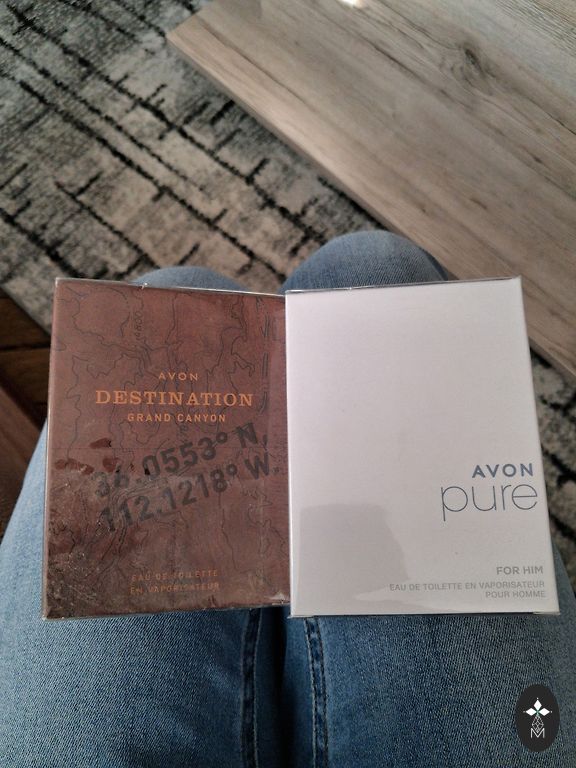 AVON
DESTINATION
GRAND CANYON
36.0553° N,
112.1218° W.
EAU DE TOILETTE
EN VAPORISATEUR
AVON
pure
FOR HIM
EAU DE TOILETTE EN VAPORISATEUR
POUR HOMME